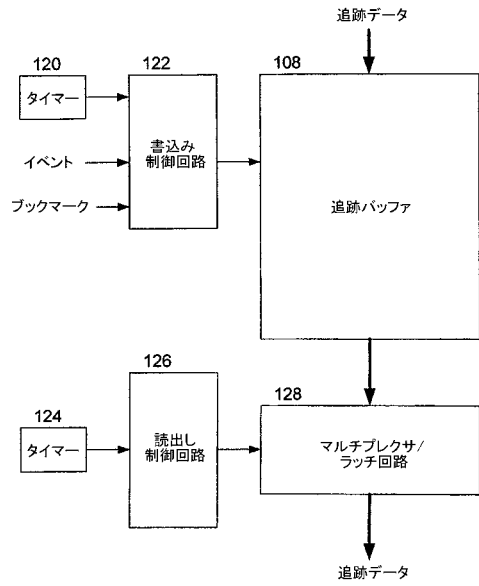 追跡データ
120
タイマー
122
書込み
制御回路
イベント
ブックマーク
108
追跡バッファ
124
タイマー
126
読出し
制御回路
128
マルチプレクサ/
ラッチ回路
追跡データ